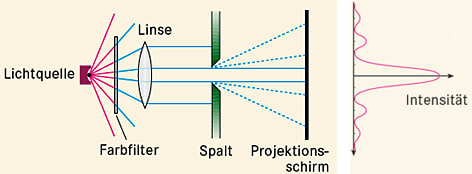 Linse
Lichtquelle
Intensität
Farbfilter
Spalt
Projektions-
schirm